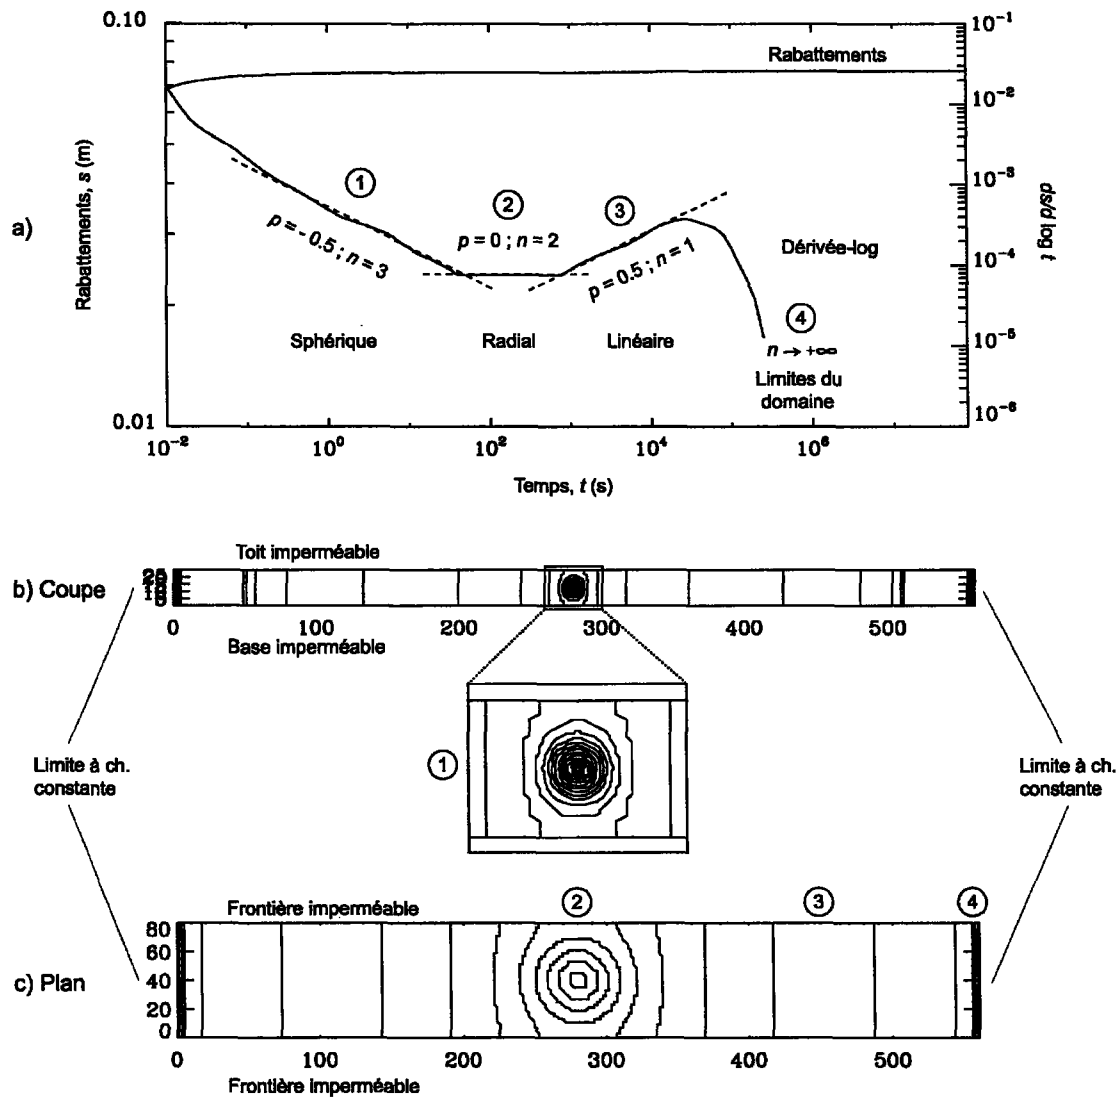 a)
0.10
0.01
Rabattements, s (m)
Rabattements
10⁻¹
10⁻²
10⁻³
10⁻⁴
10⁻⁵
10⁻⁶
ds/d log t
1
p = - 0.5 ; n = 3
2
p = 0 ; n = 2
3
p = 0.5 ; n = 1
Dérivée-log
4
n → +∞
Limites du
domaine
Sphérique
Radial
Linéaire
10⁻²
10⁰
10²
10⁴
10⁶
Temps, t (s)
Toit imperméable
b) Coupe
0
100
200
300
400
500
Base imperméable
1
Limite à ch.
constante
Limite à ch.
constante
Frontière imperméable
2
3
4
c) Plan
80
60
40
20
0
0
100
200
300
400
500
Frontière imperméable